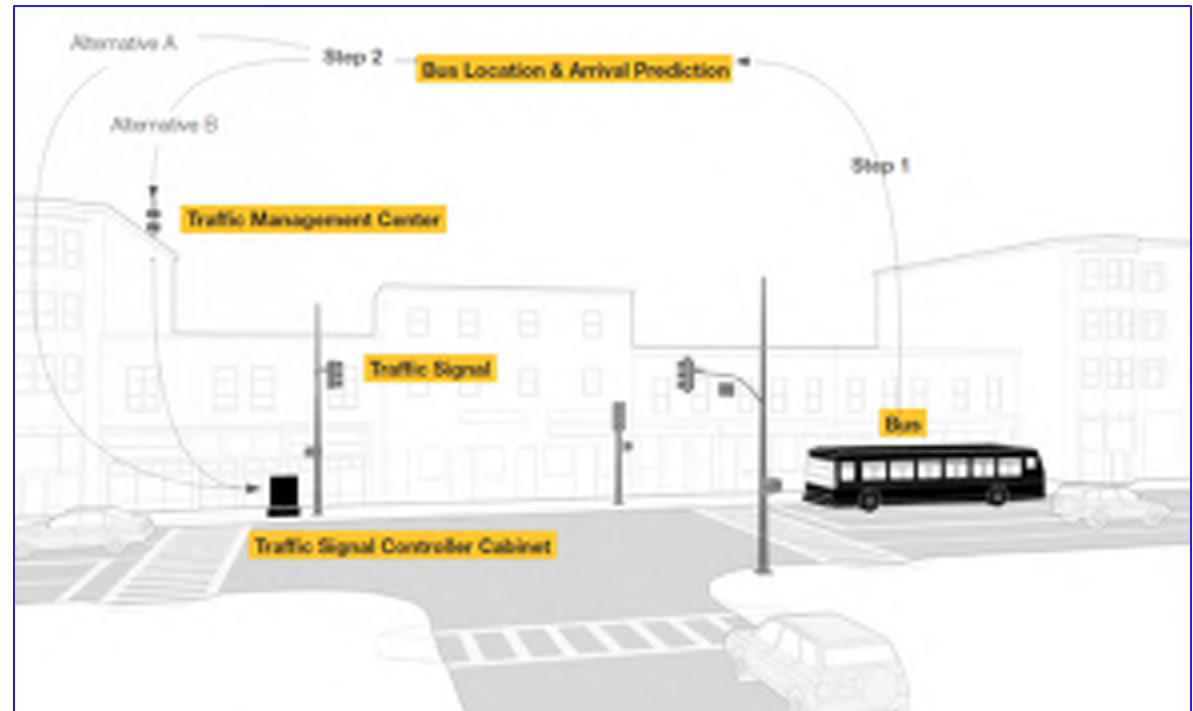 Alternative A
Step 2
Bus Location & Arrival Prediction
Alternative B
Step 1
Traffic Management Center
Traffic Signal
Bus
Traffic Signal Controller Cabinet